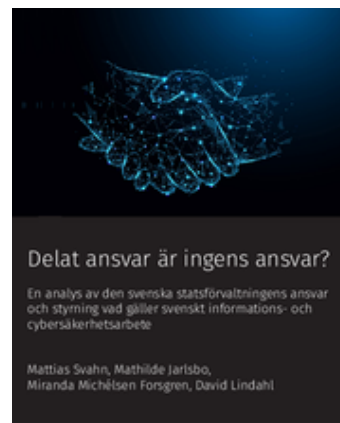 Delat ansvar är ingens ansvar?
En analys av den svenska statsförvaltningens ansvar
och styrning vad gäller svenskt informations- och
cybersäkerhetsarbete
Mattias Svahn, Mathilde Jarlsbo,
Miranda Michélsen Forsgren, David Lindahl